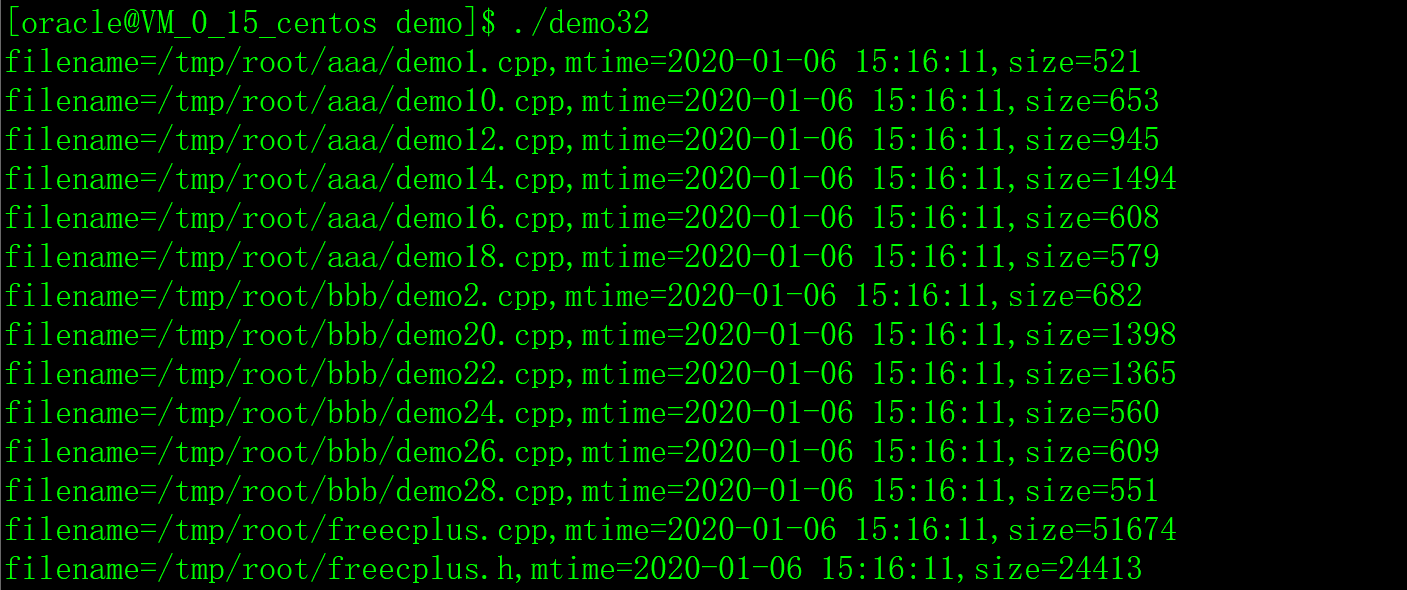 [oracle@VM_0_15_centos demo]$ ./demo32
filename=/tmp/root/aaa/demo1.cpp,mtime=2020-01-06 15:16:11,size=521
filename=/tmp/root/aaa/demo10.cpp,mtime=2020-01-06 15:16:11,size=653
filename=/tmp/root/aaa/demo12.cpp,mtime=2020-01-06 15:16:11,size=945
filename=/tmp/root/aaa/demo14.cpp,mtime=2020-01-06 15:16:11,size=1494
filename=/tmp/root/aaa/demo16.cpp,mtime=2020-01-06 15:16:11,size=608
filename=/tmp/root/aaa/demo18.cpp,mtime=2020-01-06 15:16:11,size=579
filename=/tmp/root/bbb/demo2.cpp,mtime=2020-01-06 15:16:11,size=682
filename=/tmp/root/bbb/demo20.cpp,mtime=2020-01-06 15:16:11,size=1398
filename=/tmp/root/bbb/demo22.cpp,mtime=2020-01-06 15:16:11,size=1365
filename=/tmp/root/bbb/demo24.cpp,mtime=2020-01-06 15:16:11,size=560
filename=/tmp/root/bbb/demo26.cpp,mtime=2020-01-06 15:16:11,size=609
filename=/tmp/root/bbb/demo28.cpp,mtime=2020-01-06 15:16:11,size=551
filename=/tmp/root/freecplus.cpp,mtime=2020-01-06 15:16:11,size=51674
filename=/tmp/root/freecplus.h,mtime=2020-01-06 15:16:11,size=24413